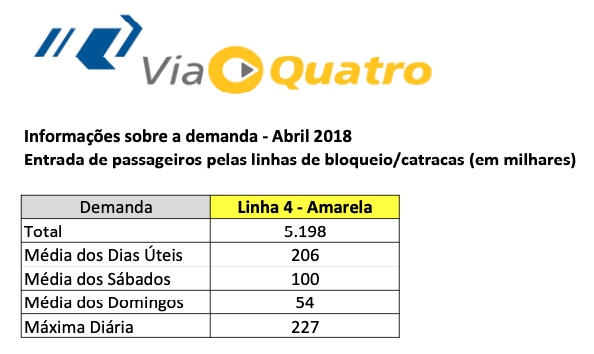 Via Quatro
Informações sobre a demanda - Abril 2018
Entrada de passageiros pelas linhas de bloqueio/catracas (em milhares)
Demanda Linha 4 - Amarela
Total 5.198
Média dos Dias Úteis 206
Média dos Sábados 100
Média dos Domingos 54
Máxima Diária 227